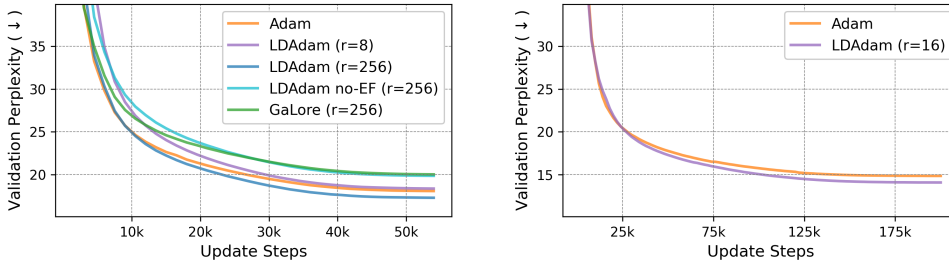 Validation Perplexity (↓)
35
30
25
20
10k
20k
30k
40k
50k
Update Steps
Adam
LDAdam (r=8)
LDAdam (r=256)
LDAdam no-EF (r=256)
GaLore (r=256)
Validation Perplexity (↓)
30
25
20
15
25k
75k
125k
175k
Update Steps
Adam
LDAdam (r=16)